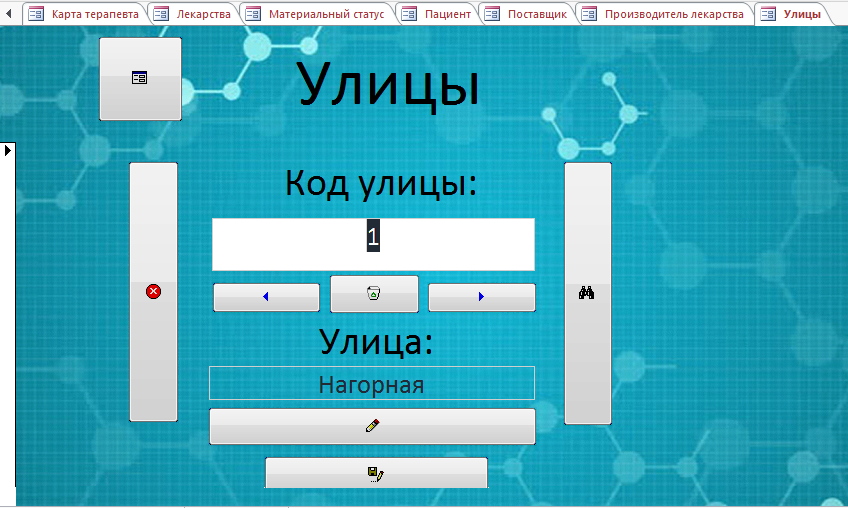 Карта терапевта Лекарства Материальный статус Пациент Поставщик Производитель лекарства Улицы
Улицы
Код улицы:
1
Улица:
Нагорная